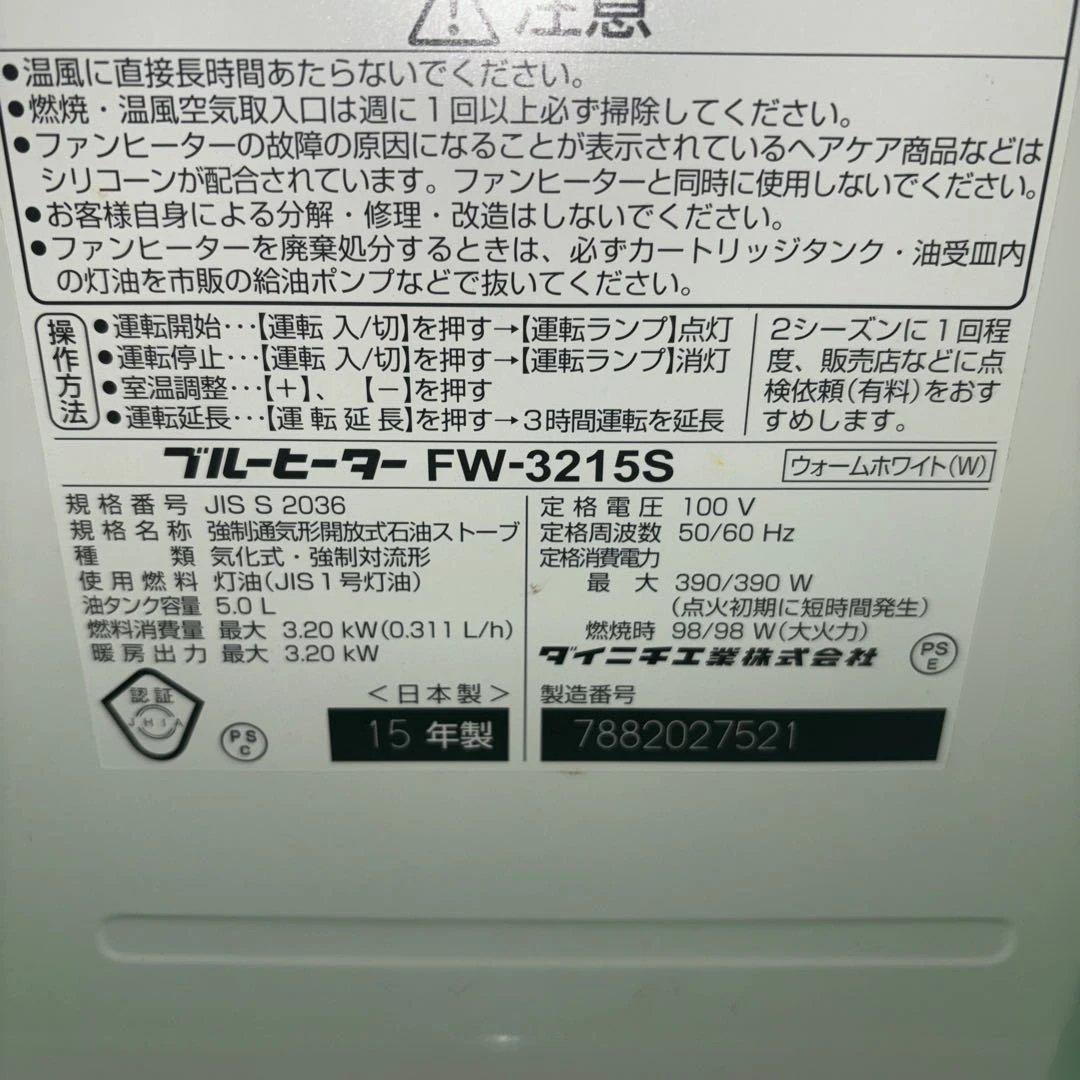 注意
●温風に直接長時間あたらないでください。
●燃焼・温風空気取入口は週に1回以上必ず掃除してください。
●ファンヒーターの故障の原因になることが表示されているヘアケア商品などは
シリコーンが配合されています。ファンヒーターと同時に使用しないでください。
●お客様自身による分解・修理・改造はしないでください。
●ファンヒーターを廃棄処分するときは、必ずカートリッジタンク・油受皿内
の灯油を市販の給油ポンプなどで抜いてください。
操作方法
●運転開始・・・【運転 入/切】を押す→【運転ランプ】点灯
●運転停止・・・【運転 入/切】を押す→【運転ランプ】消灯
●室温調整・・・【+】、【-】を押す
●運転延長・・・【運転延長】を押す→3時間運転を延長
2シーズンに1回程
度、販売店などに点
検依頼(有料)をおす
すめします。
ブルーヒーター FW-3215S
ウォームホワイト(W)
規格番号 JIS S 2036
規格名称 強制通気形開放式石油ストーブ
種類 気化式・強制対流形
使用燃料 灯油(JIS1号灯油)
油タンク容量 5.0 L
燃料消費量 最大 3.20 kW(0.311 L/h)
暖房出力 最大 3.20 kW
定格電圧 100 V
定格周波数 50/60 Hz
定格消費電力
最大 390/390 W
(点火初期に短時間発生)
燃焼時 98/98 W(大火力)
ダイニチ工業株式会社
PS
E
認証
JHIA
PS
C
<日本製>
15 年製
製造番号
7882027521